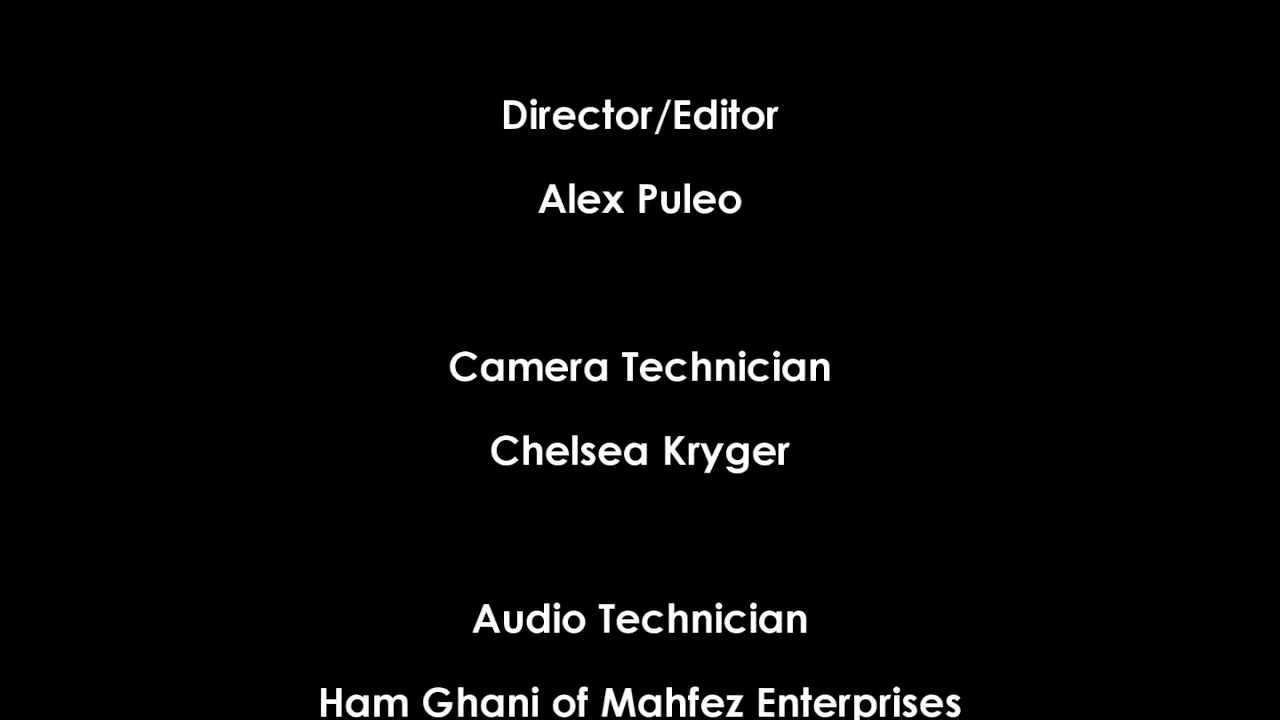 Director/Editor
Alex Puleo
Camera Technician
Chelsea Kryger
Audio Technician
Ham Ghani of Mahfez Enterprises